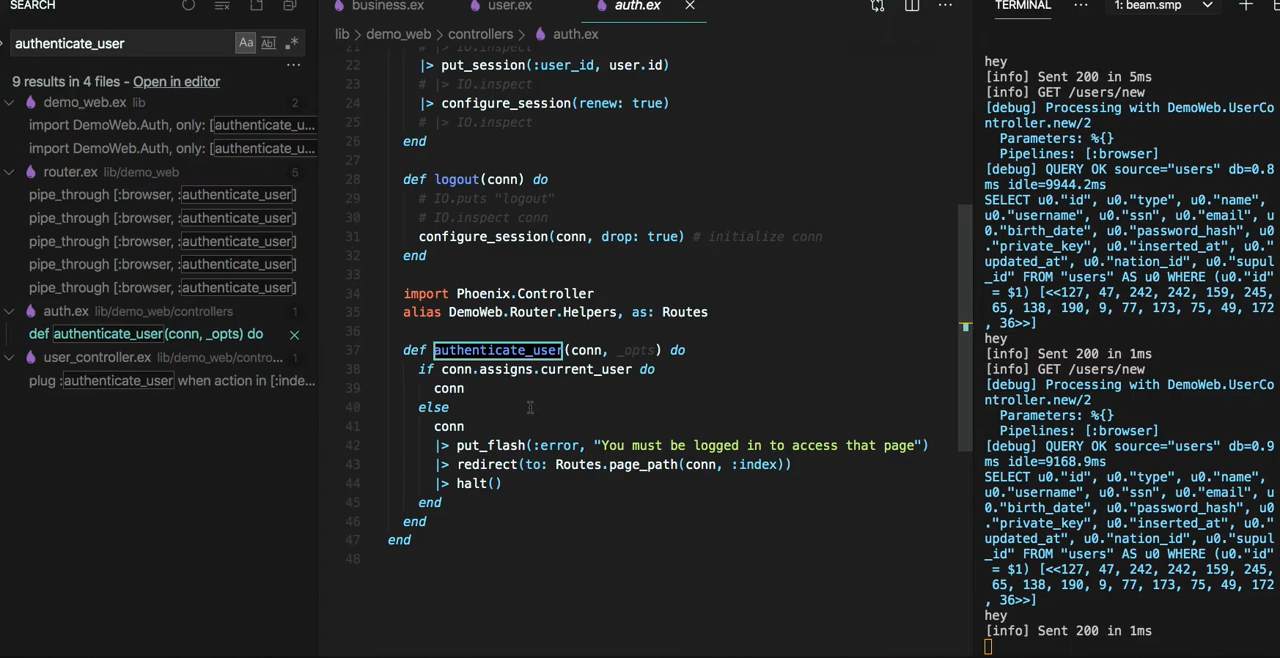 SEARCH
authenticate_user
Aa
Ab|
.*
...
9 results in 4 files - Open in editor
demo_web.ex lib 2
import DemoWeb.Auth, only: [authenticate_u...
import DemoWeb.Auth, only: [authenticate_u...
router.ex lib/demo_web 5
pipe_through [:browser, :authenticate_user]
pipe_through [:browser, :authenticate_user]
pipe_through [:browser, :authenticate_user]
pipe_through [:browser, :authenticate_user]
pipe_through [:browser, :authenticate_user]
auth.ex lib/demo_web/controllers 1
def authenticate_user(conn, _opts) do
user_controller.ex lib/demo_web/contro... 1
plug :authenticate_user when action in [:inde...
business.ex
user.ex
auth.ex
lib > demo_web > controllers > auth.ex
21 # |> IO.inspect
22 |> put_session(:user_id, user.id)
23 # |> IO.inspect
24 |> configure_session(renew: true)
25 # |> IO.inspect
26 end
27
28 def logout(conn) do
29 # IO.puts "logout"
30 # IO.inspect conn
31 configure_session(conn, drop: true) # initialize conn
32 end
33
34 import Phoenix.Controller
35 alias DemoWeb.Router.Helpers, as: Routes
36
37 def authenticate_user(conn, _opts) do
38 if conn.assigns.current_user do
39 conn
40 else
41 conn
42 |> put_flash(:error, "You must be logged in to access that page")
43 |> redirect(to: Routes.page_path(conn, :index))
44 |> halt()
45 end
46 end
47 end
48
TERMINAL
...
1: beam.smp
hey
[info] Sent 200 in 5ms
[info] GET /users/new
[debug] Processing with DemoWeb.UserCo
ntroller.new/2
Parameters: %{}
Pipelines: [:browser]
[debug] QUERY OK source="users" db=0.8
ms idle=9944.2ms
SELECT u0."id", u0."type", u0."name",
u0."username", u0."ssn", u0."email", u
0."birth_date", u0."password_hash", u0
."private_key", u0."inserted_at", u0."
updated_at", u0."nation_id", u0."supul
_id" FROM "users" AS u0 WHERE (u0."id"
= $1) [<<127, 47, 242, 242, 159, 245,
65, 138, 190, 9, 77, 173, 75, 49, 172
, 36>>]
hey
[info] Sent 200 in 1ms
[info] GET /users/new
[debug] Processing with DemoWeb.UserCo
ntroller.new/2
Parameters: %{}
Pipelines: [:browser]
[debug] QUERY OK source="users" db=0.9
ms idle=9168.9ms
SELECT u0."id", u0."type", u0."name",
u0."username", u0."ssn", u0."email", u
0."birth_date", u0."password_hash", u0
."private_key", u0."inserted_at", u0."
updated_at", u0."nation_id", u0."supul
_id" FROM "users" AS u0 WHERE (u0."id"
= $1) [<<127, 47, 242, 242, 159, 245,
65, 138, 190, 9, 77, 173, 75, 49, 172
, 36>>]
hey
[info] Sent 200 in 1ms